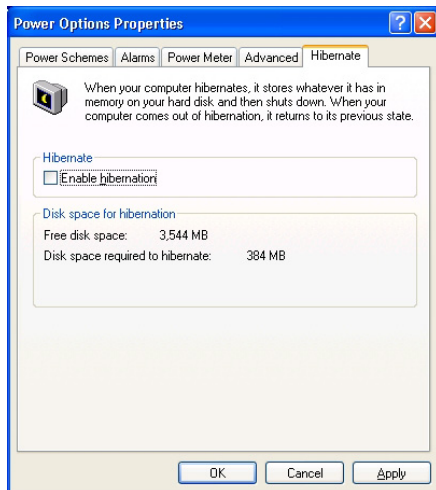 Power Options Properties
Power Schemes Alarms Power Meter Advanced Hibernate
When your computer hibernates, it stores whatever it has in
memory on your hard disk and then shuts down. When your
computer comes out of hibernation, it returns to its previous state.
Hibernate
Enable hibernation
Disk space for hibernation
Free disk space: 3,544 MB
Disk space required to hibernate: 384 MB
OK Cancel Apply